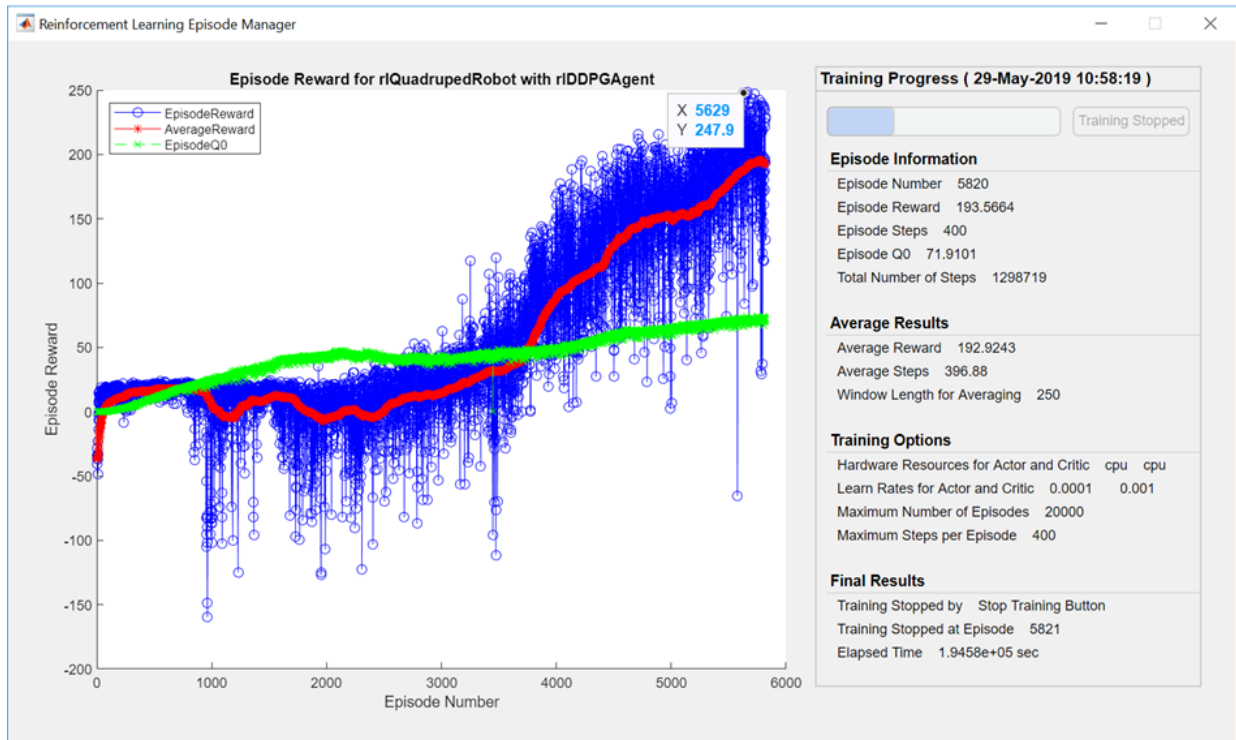 Reinforcement Learning Episode Manager
Episode Reward for rlQuadrupedRobot with rlDDPGAgent
EpisodeReward
AverageReward
EpisodeQ0
X 5629
Y 247.9
250
200
150
100
50
0
-50
-100
-150
-200
0 1000 2000 3000 4000 5000 6000
Episode Reward
Episode Number
Training Progress ( 29-May-2019 10:58:19 )
Training Stopped
Episode Information
Episode Number 5820
Episode Reward 193.5664
Episode Steps 400
Episode Q0 71.9101
Total Number of Steps 1298719
Average Results
Average Reward 192.9243
Average Steps 396.88
Window Length for Averaging 250
Training Options
Hardware Resources for Actor and Critic cpu cpu
Learn Rates for Actor and Critic 0.0001 0.001
Maximum Number of Episodes 20000
Maximum Steps per Episode 400
Final Results
Training Stopped by Stop Training Button
Training Stopped at Episode 5821
Elapsed Time 1.9458e+05 sec